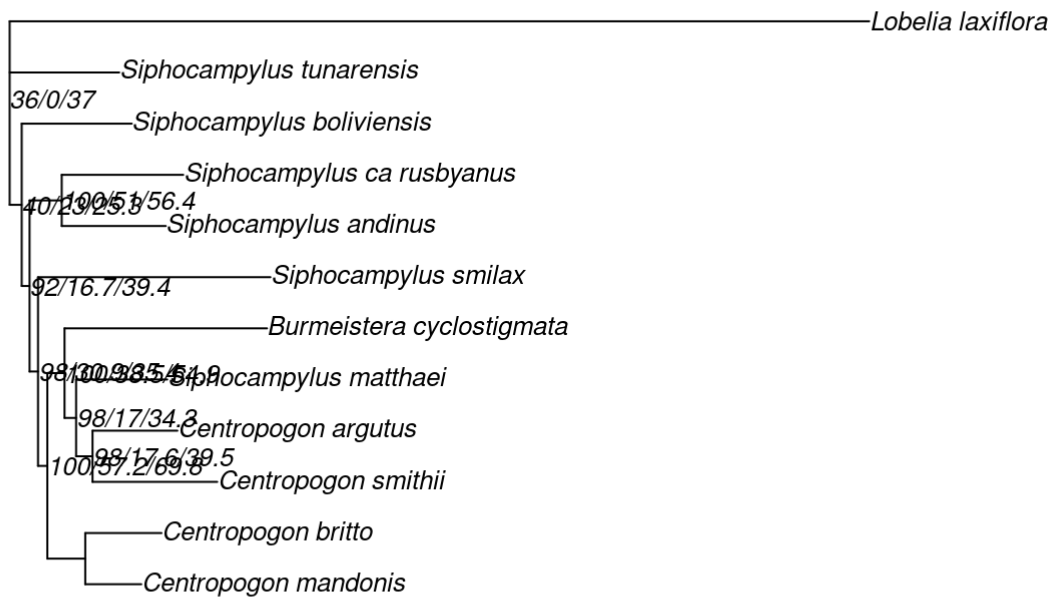 Lobelia laxiflora
Siphocampylus tunarensis
36/0/37
Siphocampylus boliviensis
Siphocampylus ca rusbyanus
100/51/56.4
40/23/25.3
Siphocampylus andinus
Siphocampylus smilax
92/16.7/39.4
Burmeistera cyclostigmata
Siphocampylus matthaei
98/17/34.3
Centropogon argutus
98/17.6/39.5
100/57.2/69.8
Centropogon smithii
Centropogon britto
Centropogon mandonis